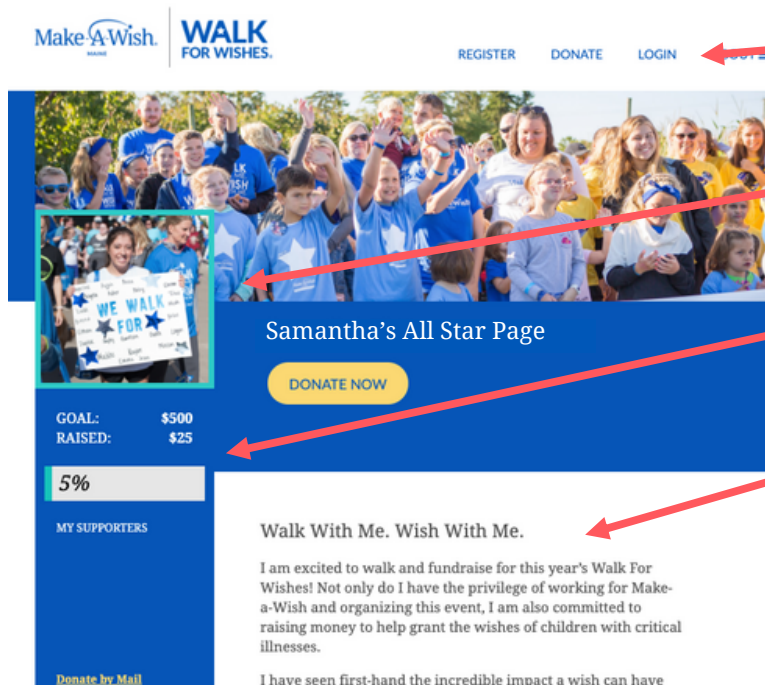 Make-A-Wish.
MAINE
WALK
FOR WISHES.
REGISTER DONATE LOGIN
WE WALK
FOR
Samantha's All Star Page
DONATE NOW
GOAL: $500
RAISED: $25
5%
MY SUPPORTERS
Donate by Mail
Walk With Me. Wish With Me.
I am excited to walk and fundraise for this year's Walk For
Wishes! Not only do I have the privilege of working for Make-
a-Wish and organizing this event, I am also committed to
raising money to help grant the wishes of children with critical
illnesses.
I have seen first-hand the incredible impact a wish can have